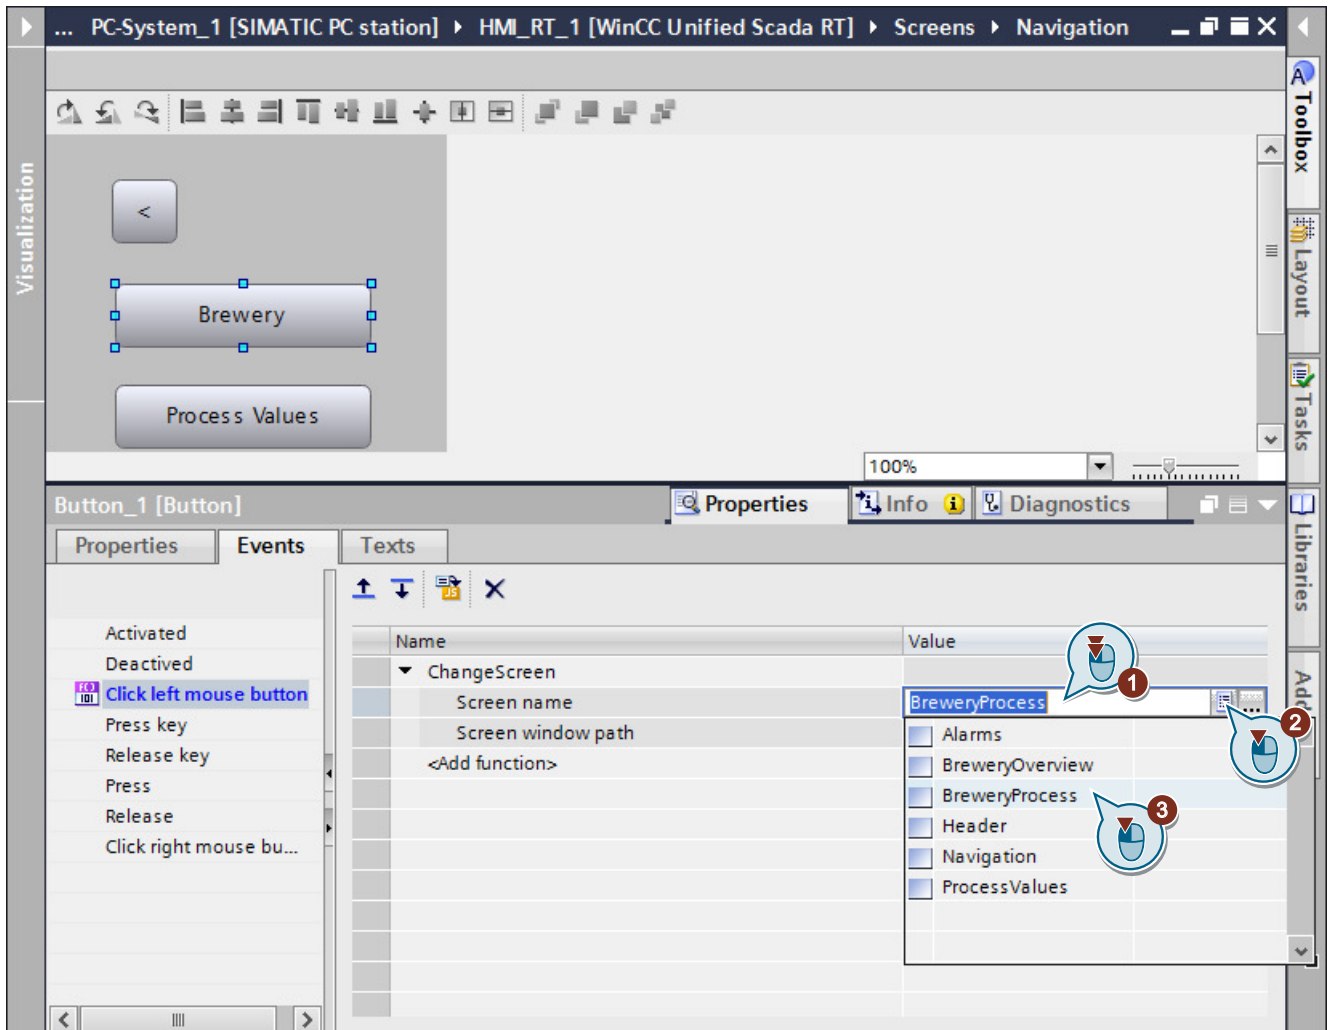 ... PC-System_1 [SIMATIC PC station] HMI_RT_1 [WinCC Unified Scada RT] Screens Navigation
Visualization
<
Brewery
Process Values
100%
Toolbox
Layout
Tasks
Libraries
Add
Button_1 [Button]
Properties Info Diagnostics
Properties Events Texts
Activated
Deactived
Click left mouse button
Press key
Release key
Press
Release
Click right mouse bu...
Name Value
ChangeScreen
Screen name BreweryProcess ...
Screen window path
<Add function>
Alarms
BreweryOverview
BreweryProcess
Header
Navigation
ProcessValues
1
2
3